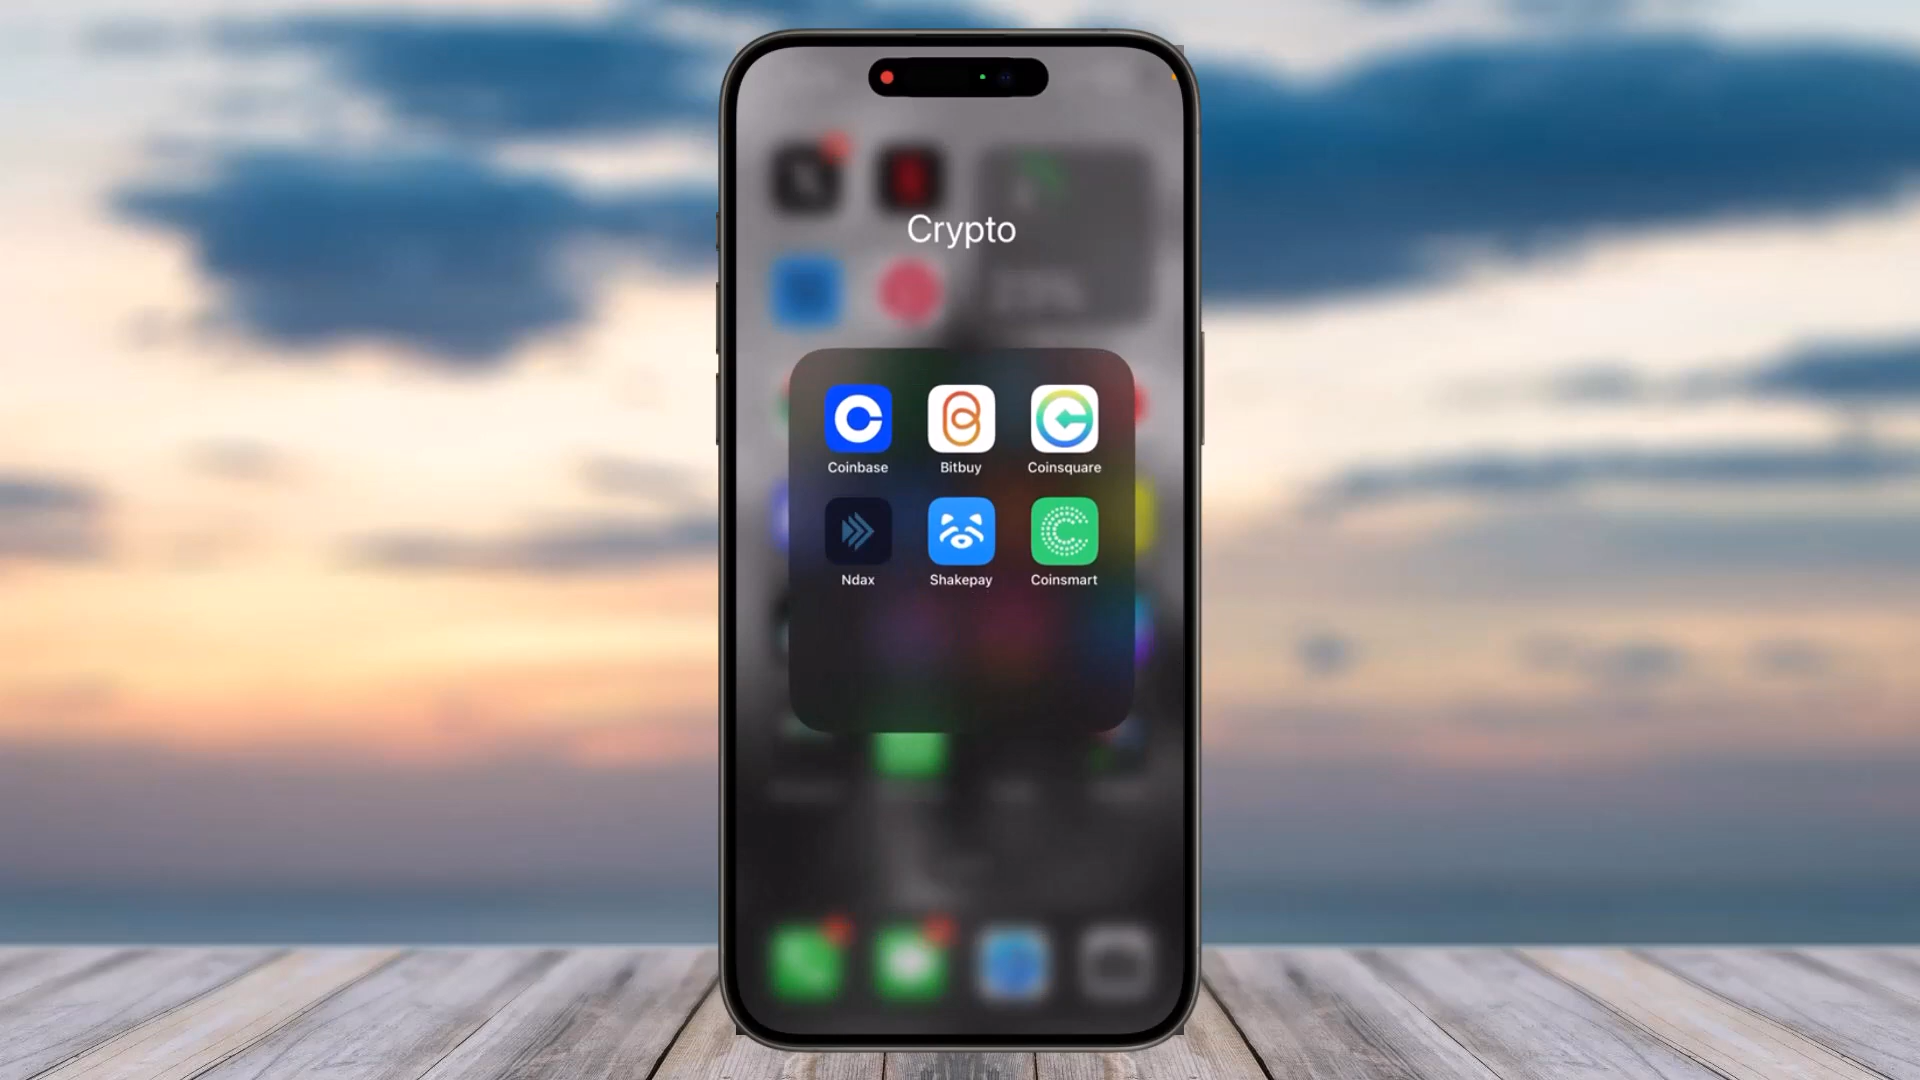 Crypto
Coinbase
Bitbuy
Coinsquare
Ndax
Shakepay
Coinsmart